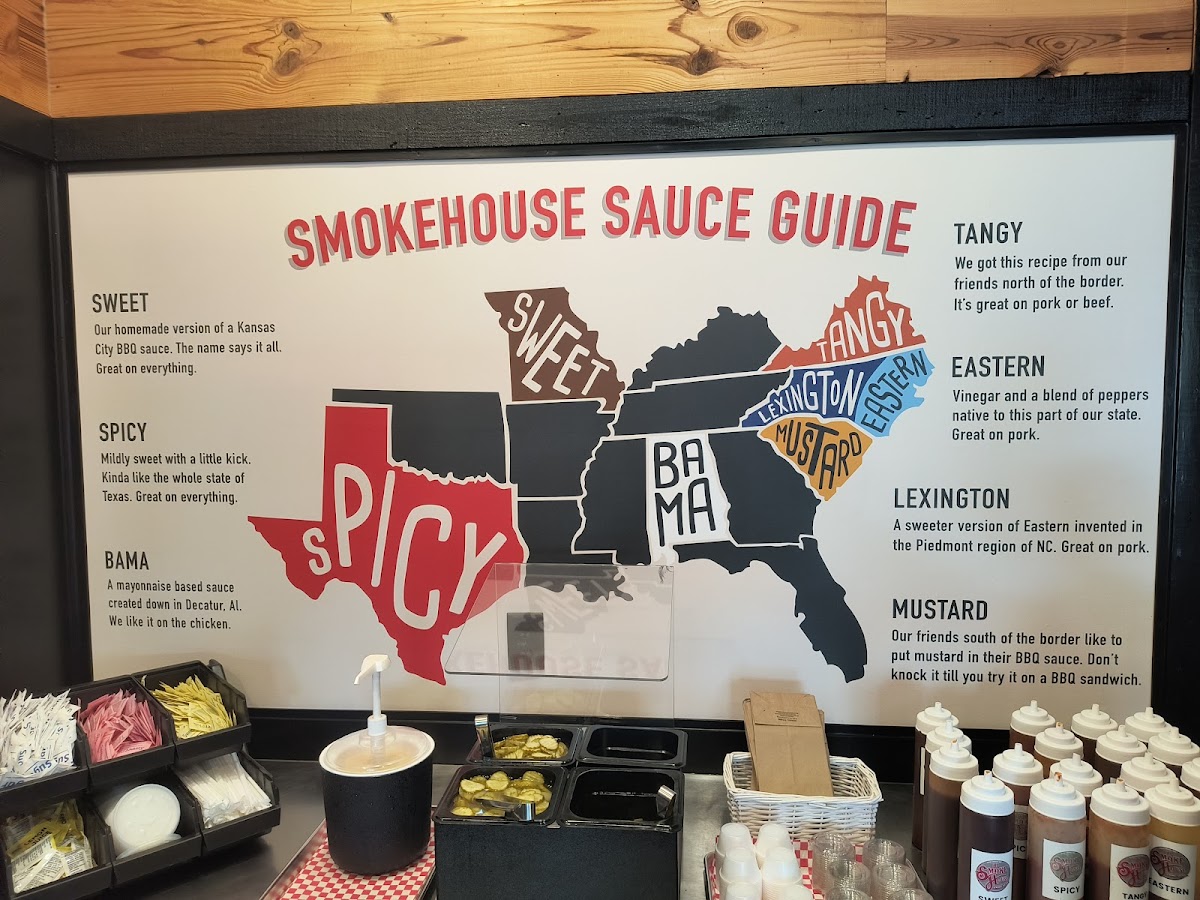 SMOKEHOUSE SAUCE GUIDE
SWEET
Our homemade version of a Kansas
City BBQ sauce. The name says it all.
Great on everything.
SPICY
Mildly sweet with a little kick.
Kinda like the whole state of
Texas. Great on everything.
BAMA
A mayonnaise based sauce
created down in Decatur, Al.
We like it on the chicken.
SWEET
TANGY
LEXINGTON
EASTERN
MUSTARD
BA
MA
SPICY
TANGY
We got this recipe from our
friends north of the border.
It's great on pork or beef.
EASTERN
Vinegar and a blend of peppers
native to this part of our state.
Great on pork.
LEXINGTON
A sweeter version of Eastern invented in
the Piedmont region of NC. Great on pork.
MUSTARD
Our friends south of the border like to
put mustard in their BBQ sauce. Don't
knock it till you try it on a BBQ sandwich.
SWEET
SPICY
TANGY
EASTERN